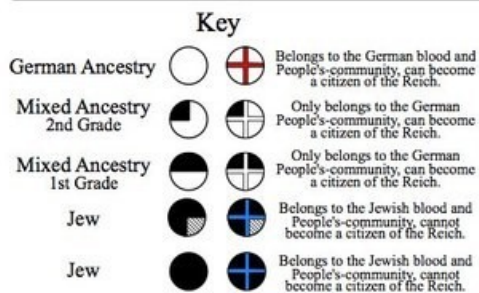 Key
German Ancestry
Belongs to the German blood and
People's-community, can become
a citizen of the Reich.
Mixed Ancestry
2nd Grade
Only belongs to the German
People's-community, can become
a citizen of the Reich.
Mixed Ancestry
1st Grade
Only belongs to the German
People's-community, can become
a citizen of the Reich.
Jew
Belongs to the Jewish blood and
People's-community, cannot
become a citizen of the Reich.
Jew
Belongs to the Jewish blood and
People's-community, cannot
become a citizen of the Reich.